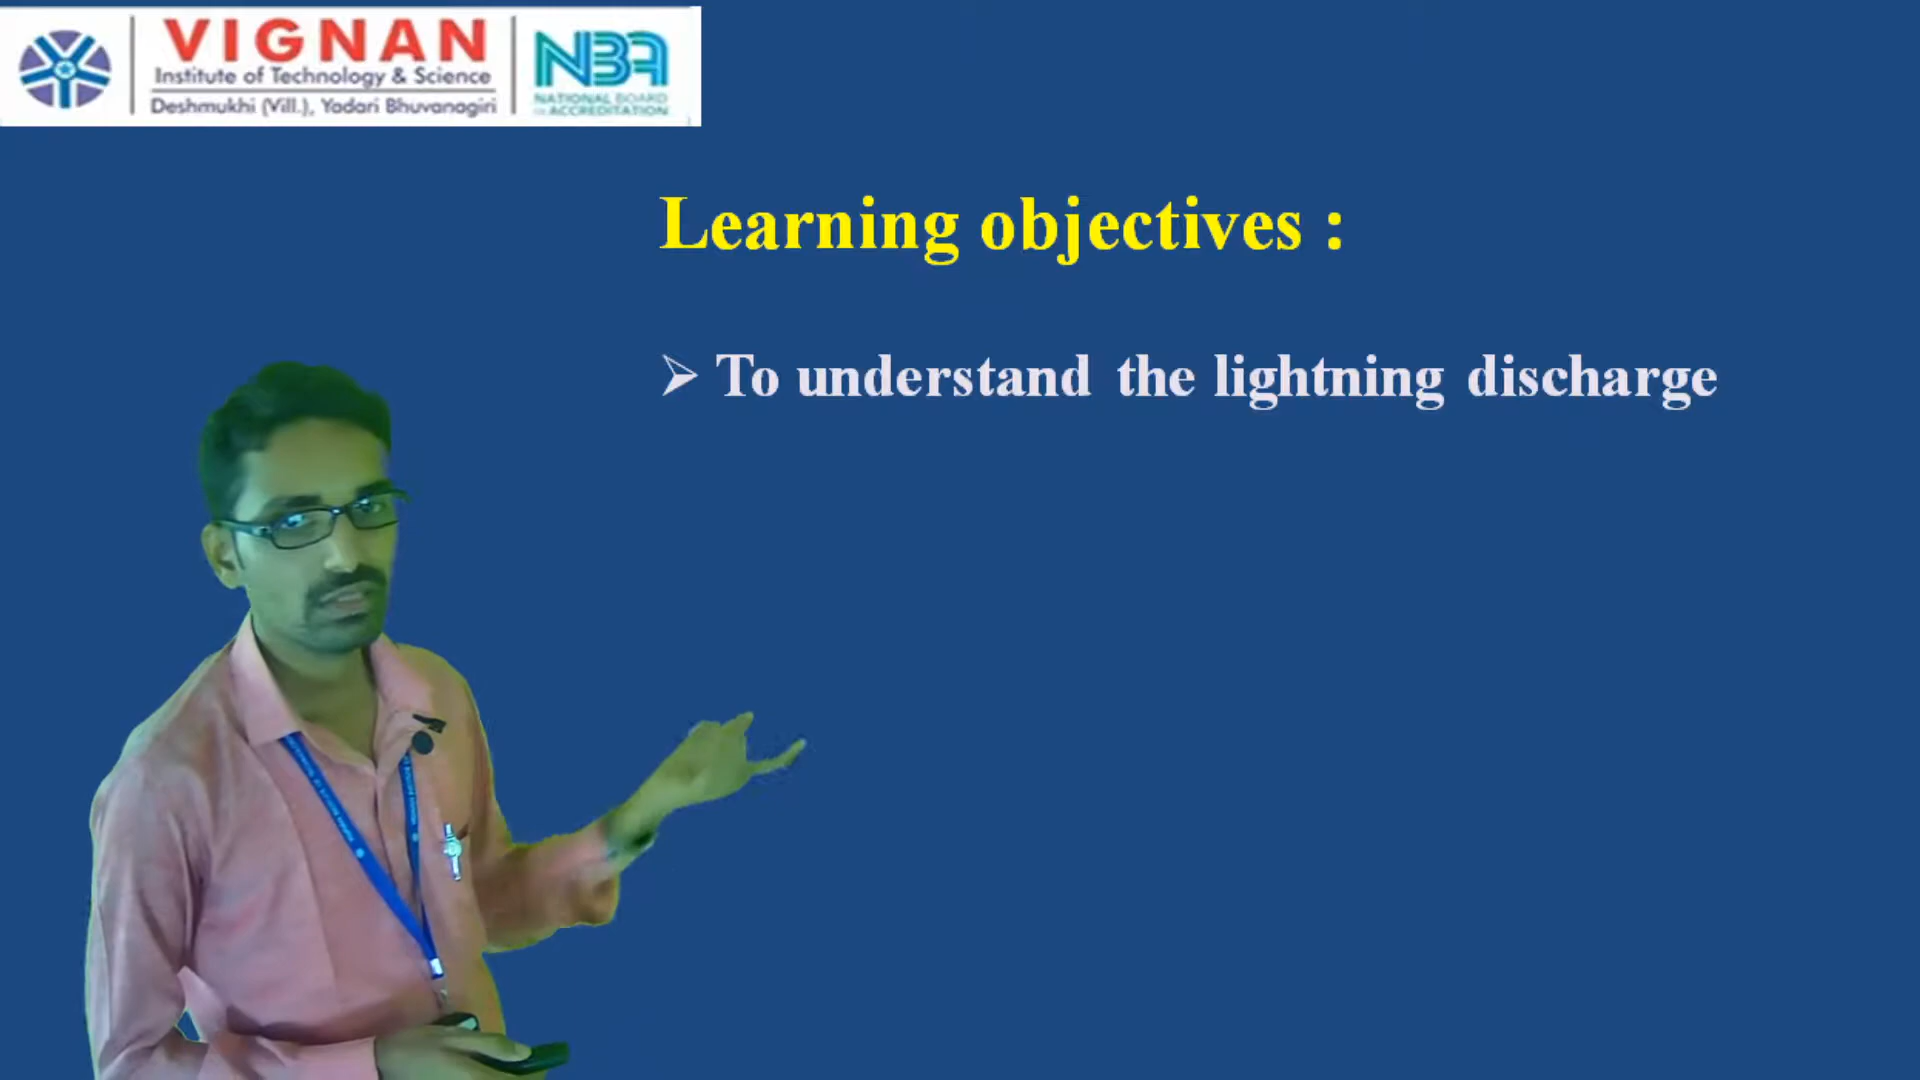 VIGNAN
Institute of Technology & Science
Deshmukhi (Vill.), Yadari Bhuvanagiri
NBA
NATIONAL BOARD
of ACCREDITATION
Learning objectives :
➢ To understand the lightning discharge